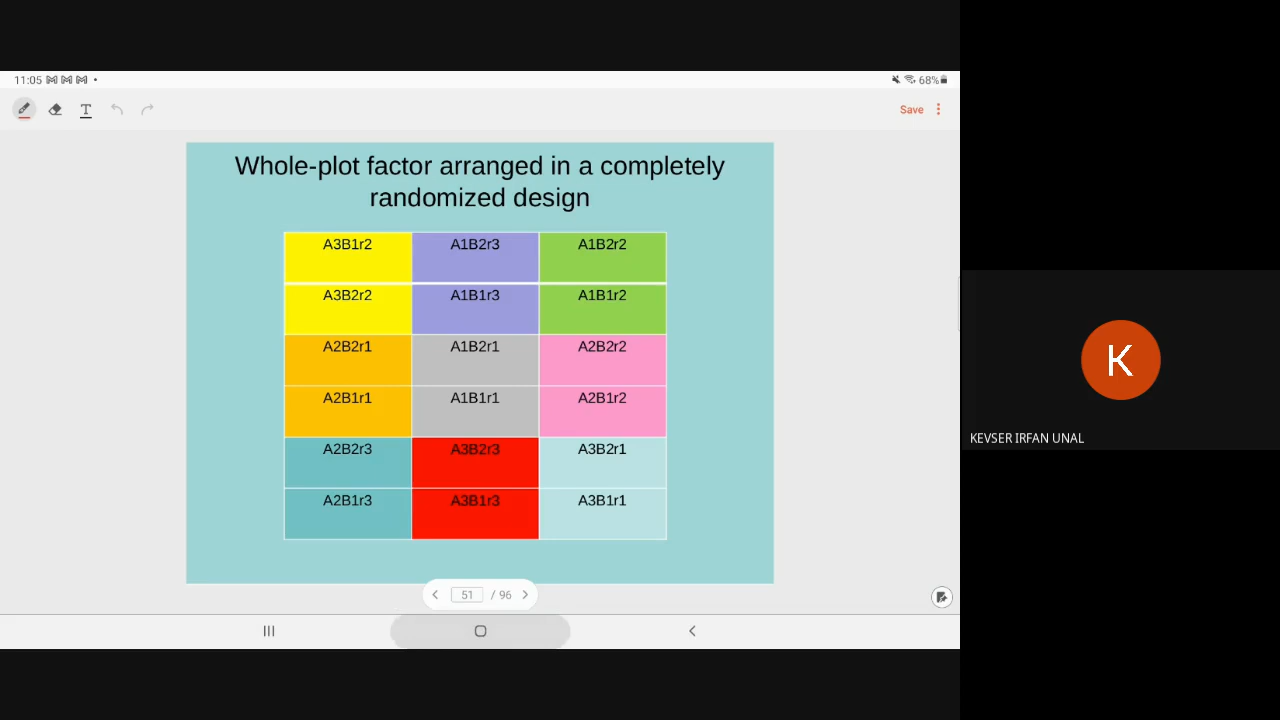 11:05
68%
T
Save
Whole-plot factor arranged in a completely
randomized design
A3B1r2 A1B2r3 A1B2r2
A3B2r2 A1B1r3 A1B1r2
A2B2r1 A1B2r1 A2B2r2
A2B1r1 A1B1r1 A2B1r2
A2B2r3 A3B2r3 A3B2r1
A2B1r3 A3B1r3 A3B1r1
51 / 96
K
KEVSER IRFAN UNAL